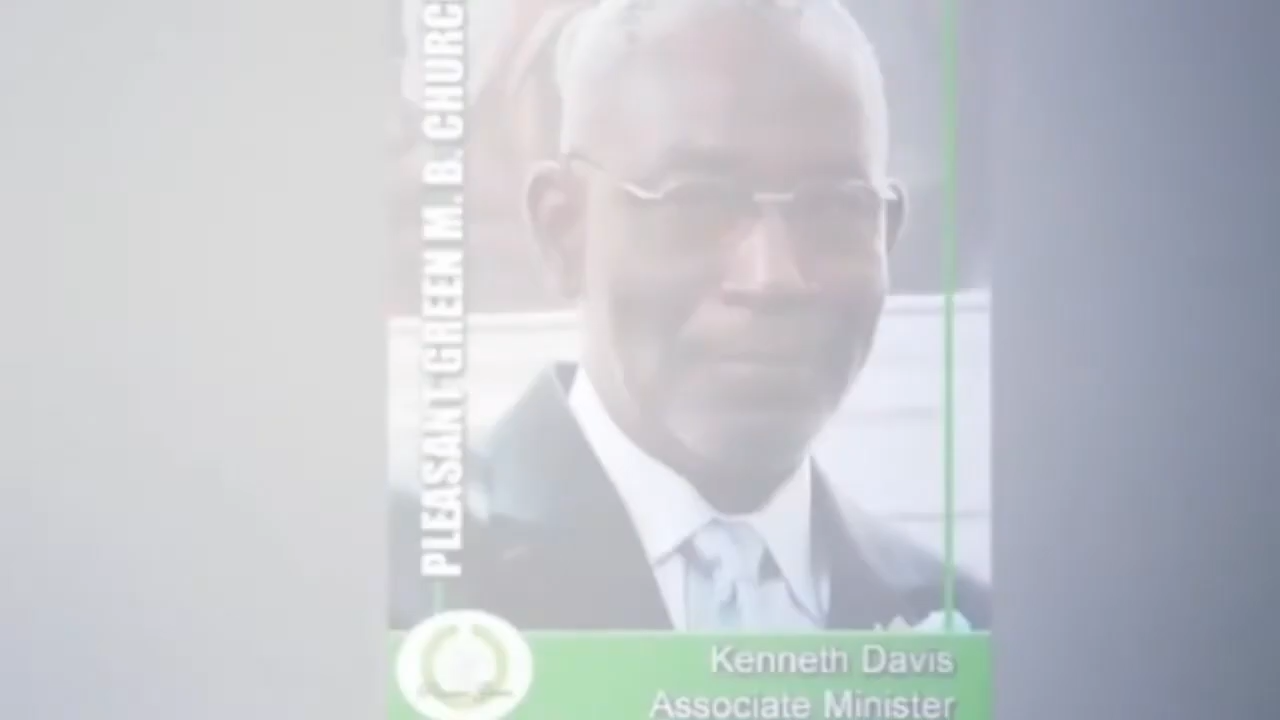 PLEASANT GREEN M. B. CHURC
Kenneth Davis
Associate Minister